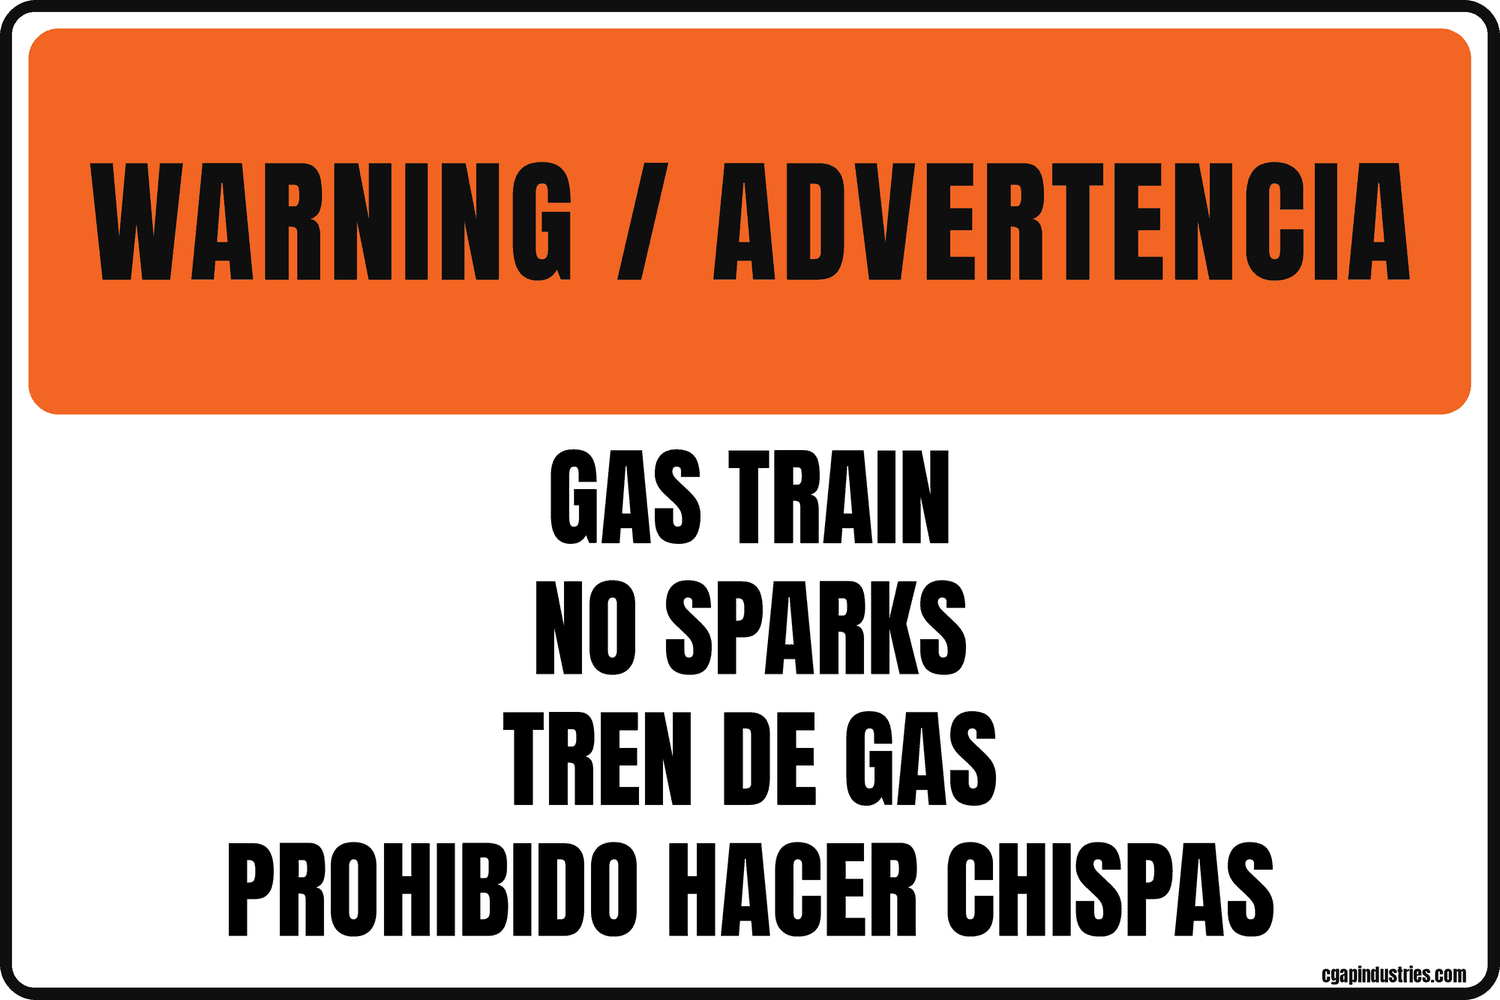 WARNING / ADVERTENCIA
GAS TRAIN
NO SPARKS
TREN DE GAS
PROHIBIDO HACER CHISPAS
cgapindustries.com